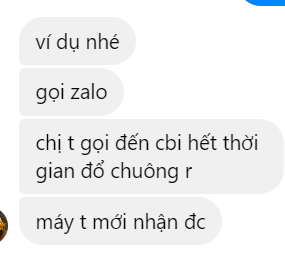 ví dụ nhé
gọi zalo
chị t gọi đến cbi hết thời
gian đổ chuông r
máy t mới nhận đc